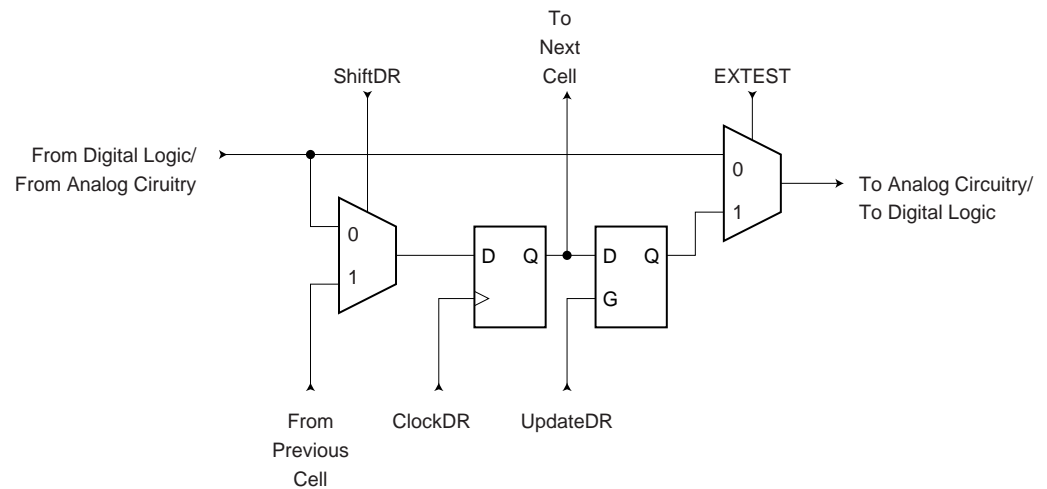 To
Next
Cell
ShiftDR
EXTEST
From Digital Logic/
From Analog Ciruitry
0
1
To Analog Circuitry/
To Digital Logic
0
1
D Q
D Q
G
From
Previous
Cell
ClockDR
UpdateDR